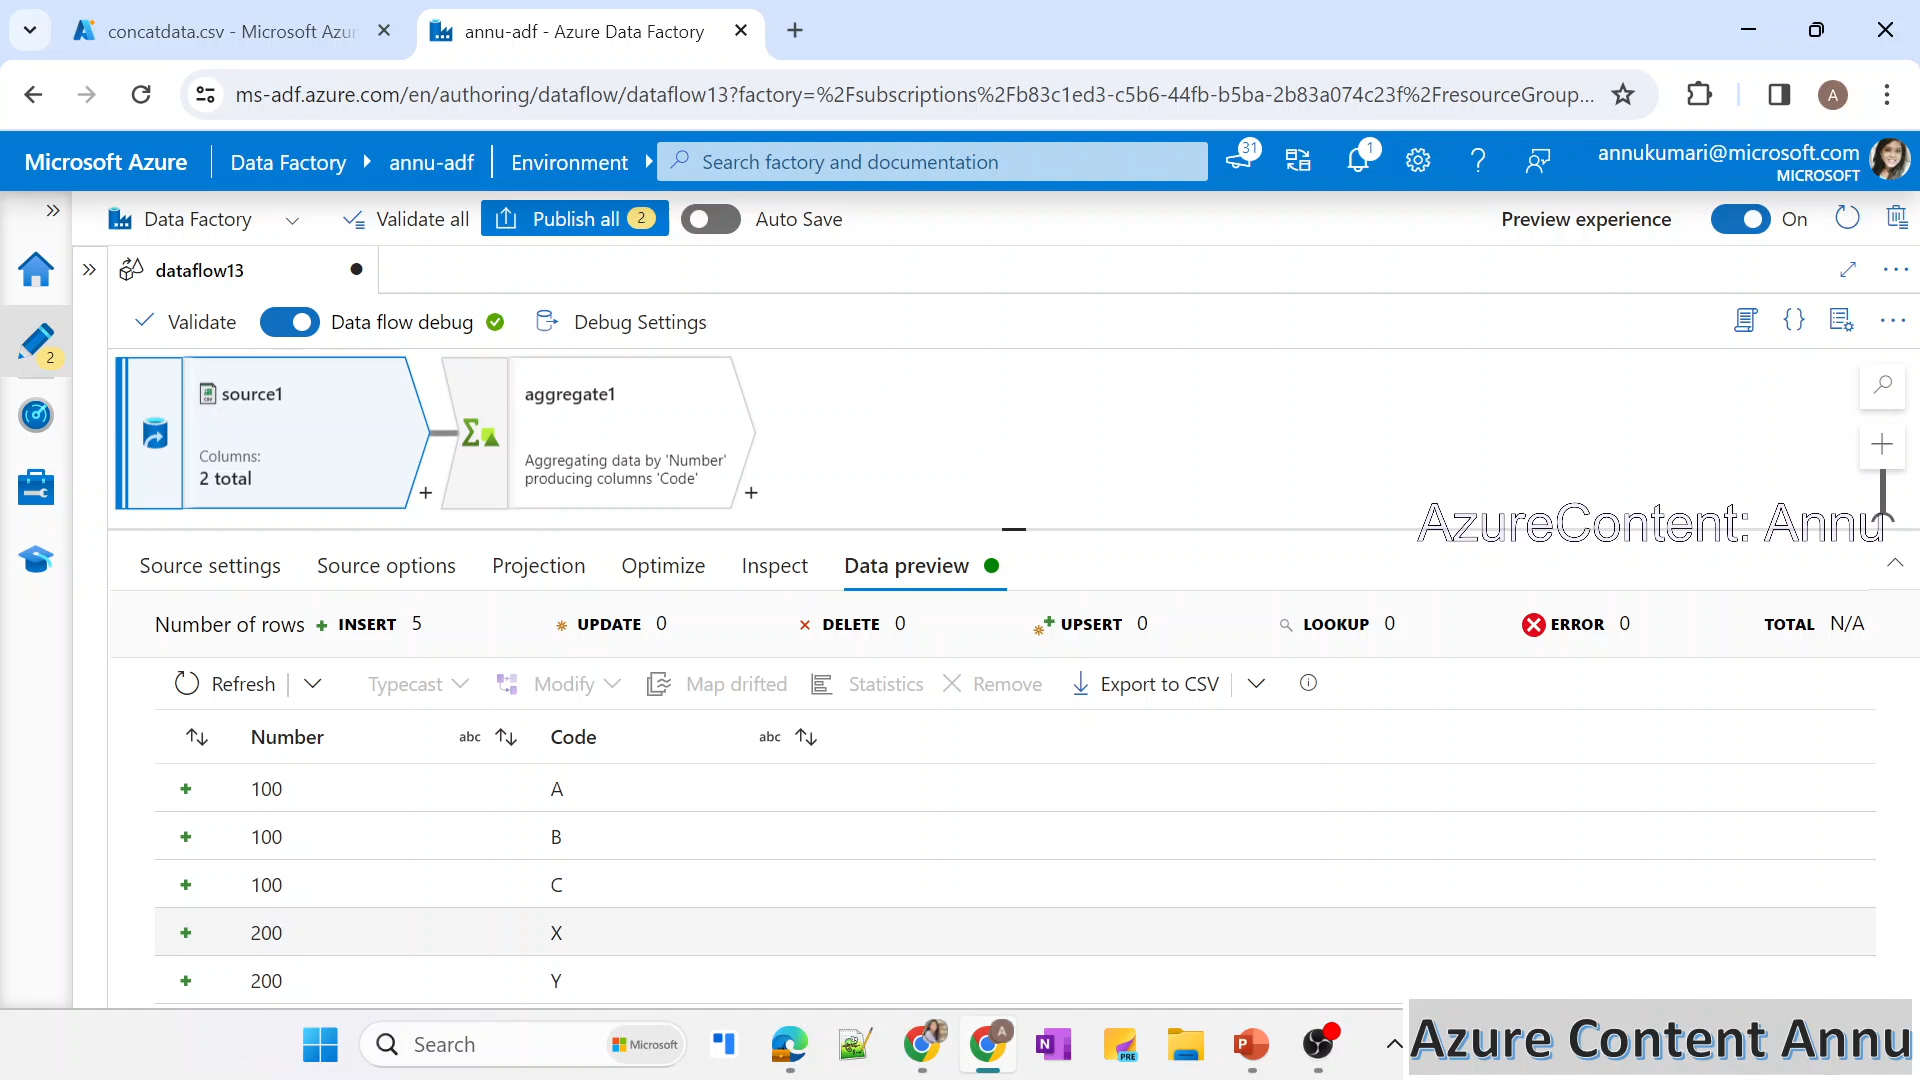 concatdata.csv - Microsoft Azur
annu-adf - Azure Data Factory
ms-adf.azure.com/en/authoring/dataflow/dataflow13?factory=%2Fsubscriptions%2Fb83c1ed3-c5b6-44fb-b5ba-2b83a074c23f%2FresourceGroup...
A
Microsoft Azure
Data Factory
annu-adf
Environment
Search factory and documentation
31
1
annukumari@microsoft.com
MICROSOFT
Data Factory
Validate all
Publish all 2
Auto Save
Preview experience
On
dataflow13
2
Validate
Data flow debug
Debug Settings
source1
Columns:
2 total
aggregate1
Aggregating data by 'Number'
producing columns 'Code'
AzureContent: Annu
Source settings
Source options
Projection
Optimize
Inspect
Data preview
Number of rows
INSERT 5
UPDATE 0
DELETE 0
UPSERT 0
LOOKUP 0
ERROR 0
TOTAL N/A
Refresh
Typecast
Modify
Map drifted
Statistics
Remove
Export to CSV
Number abc
Code abc
100 A
100 B
100 C
200 X
200 Y
Search
Microsoft
A
N
PRE
P
Azure Content Annu